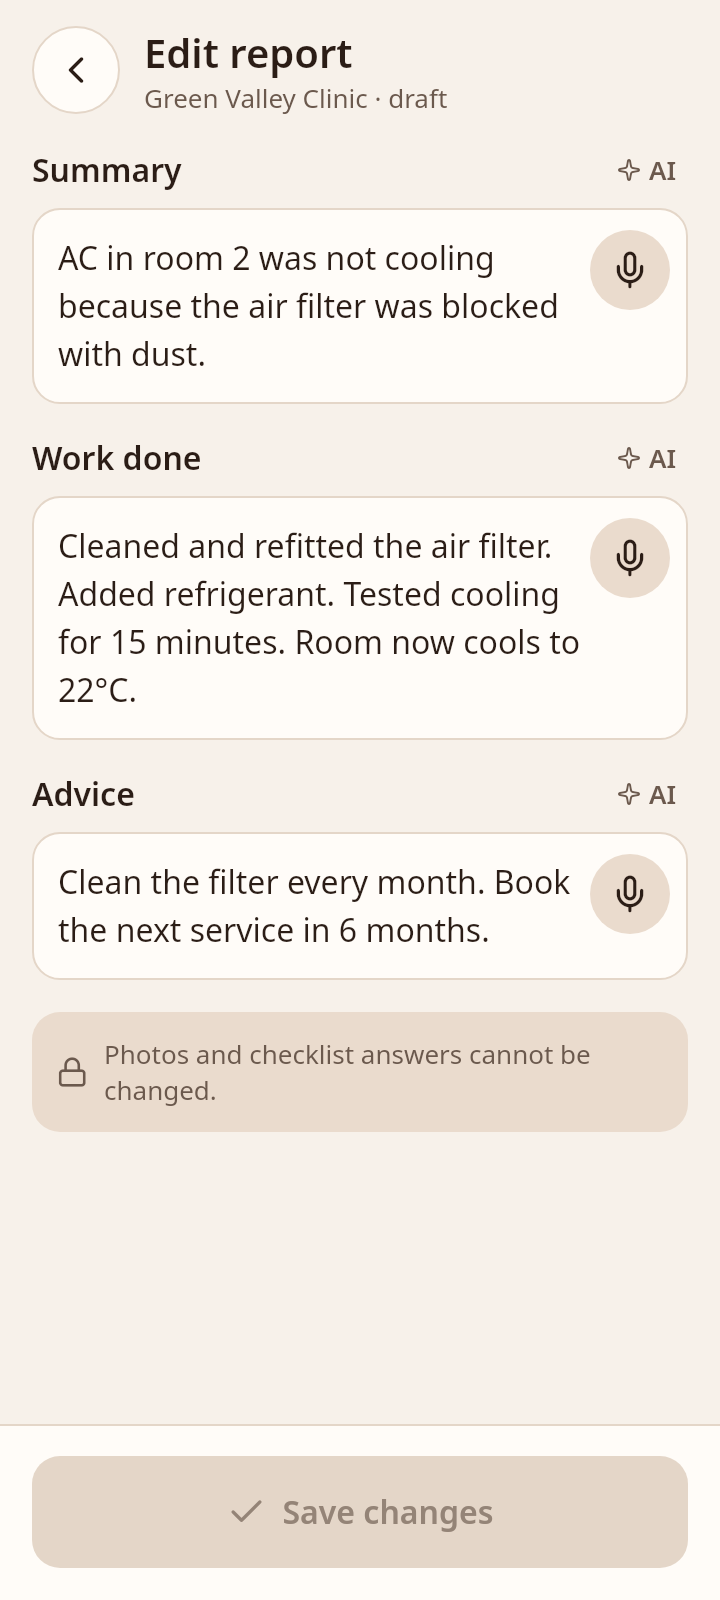 Edit report
Green Valley Clinic · draft
Summary
AI
AC in room 2 was not cooling
because the air filter was blocked
with dust.
Work done
AI
Cleaned and refitted the air filter.
Added refrigerant. Tested cooling
for 15 minutes. Room now cools to
22°C.
Advice
AI
Clean the filter every month. Book
the next service in 6 months.
Photos and checklist answers cannot be
changed.
Save changes